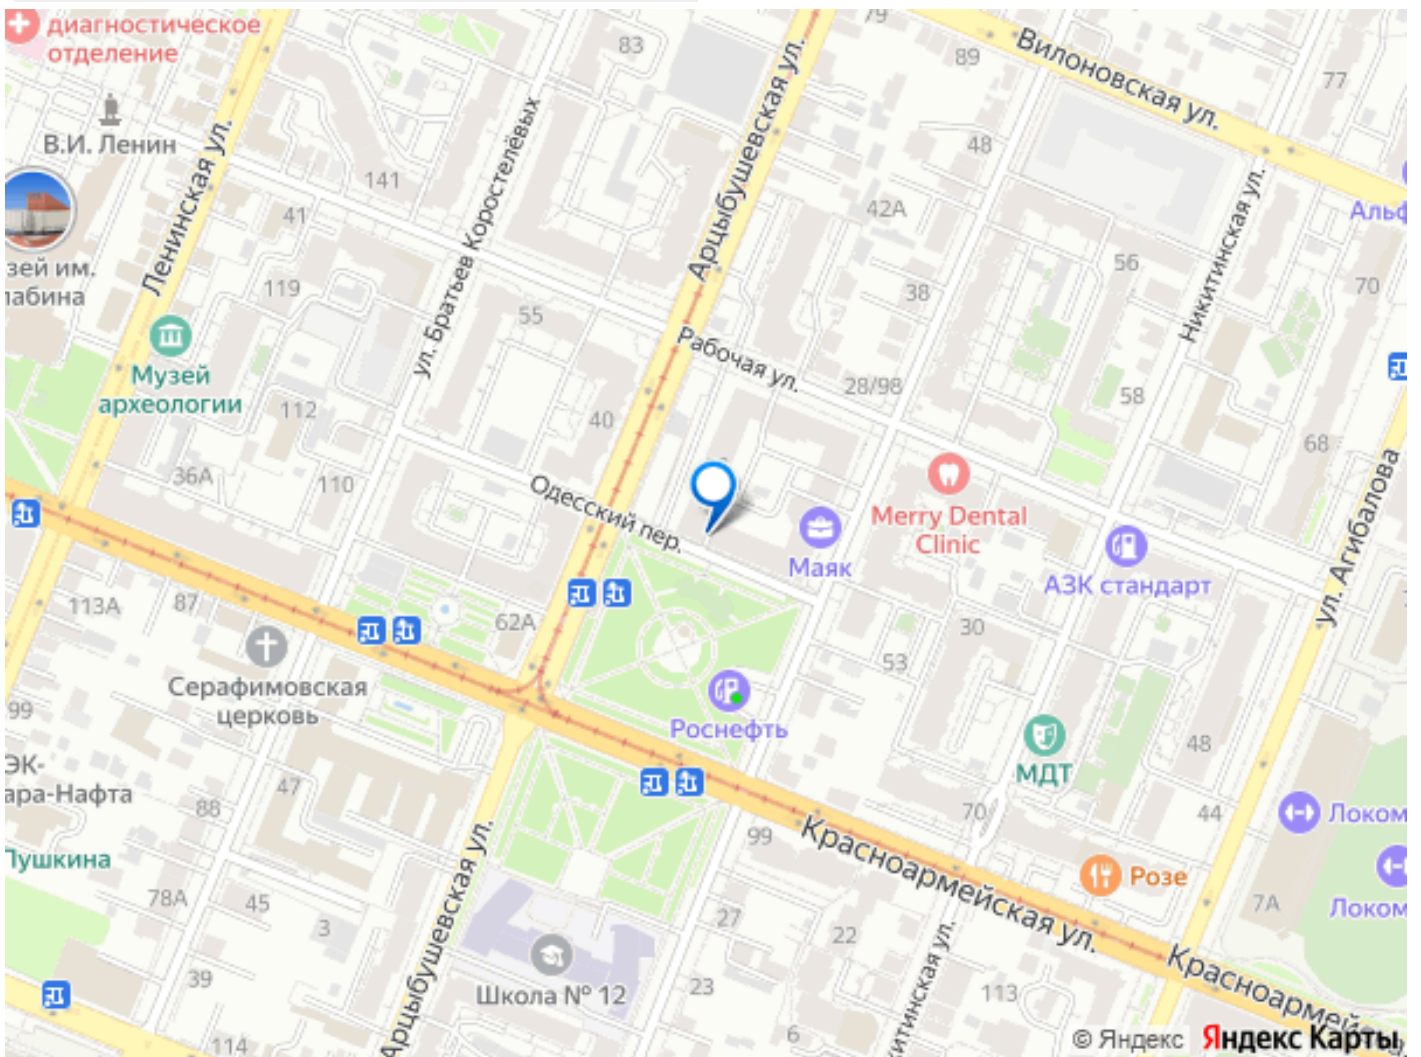 диагностическое
отделение
83
79
89
Вилоновская ул.
77
В.И. Ленин
Ленинская ул.
ул. Братьев Коростелёвых
Арцыбушевская ул.
48
141
41
42А
Никитинская ул.
Альф
зей им.
лабина
119
55
38
56
70
Музей
археологии
Рабочая ул.
28/98
58
112
40
68
36А
110
Одесский пер.
Merry Dental
Clinic
Маяк
АЗК стандарт
ул. Агибалова
113А
87
62А
30
53
Серафимовская
церковь
99
Роснефть
МДТ
48
ЭК-
ара-Нафта
47
88
70
44
Локом
99
Красноармейская ул.
Пушкина
Розе
78А
45
3
Арцыбушевская ул.
27
22
китинская ул.
7А
Локом
39
Школа № 12
23
113
Красноармейс
114
6
© Яндекс Яндекс Карты